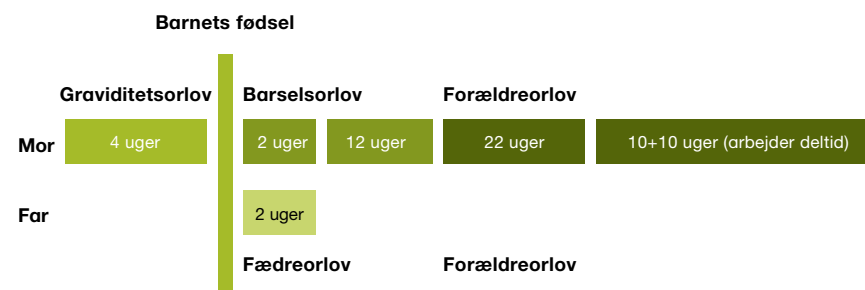 Barnets fødsel
Graviditetsorlov Barselsorlov Forældreorlov
Mor 4 uger 2 uger 12 uger 22 uger 10+10 uger (arbejder deltid)
Far 2 uger
Fædreorlov Forældreorlov